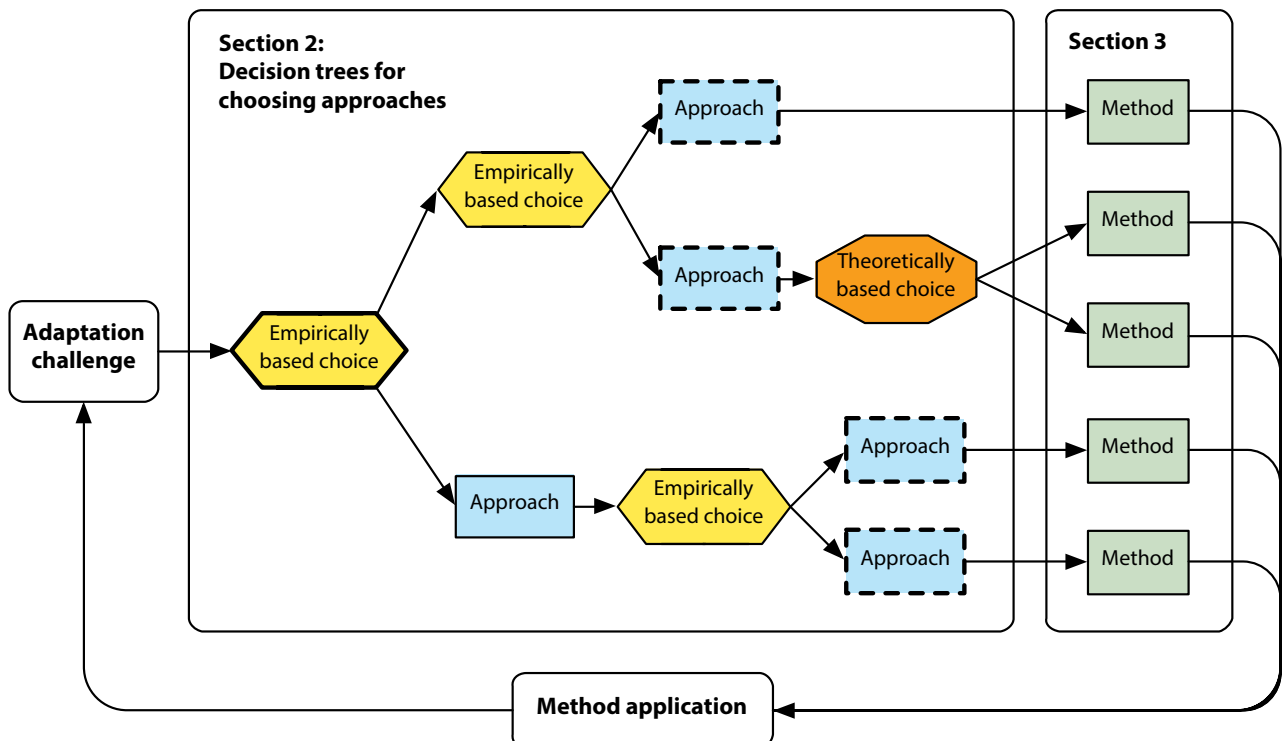 Section 2:
Decision trees for
choosing approaches
Section 3
Approach
Method
Empirically
based choice
Method
Approach
Theoretically
based choice
Method
Adaptation
challenge
Empirically
based choice
Approach
Method
Approach
Empirically
based choice
Approach
Method
Method application